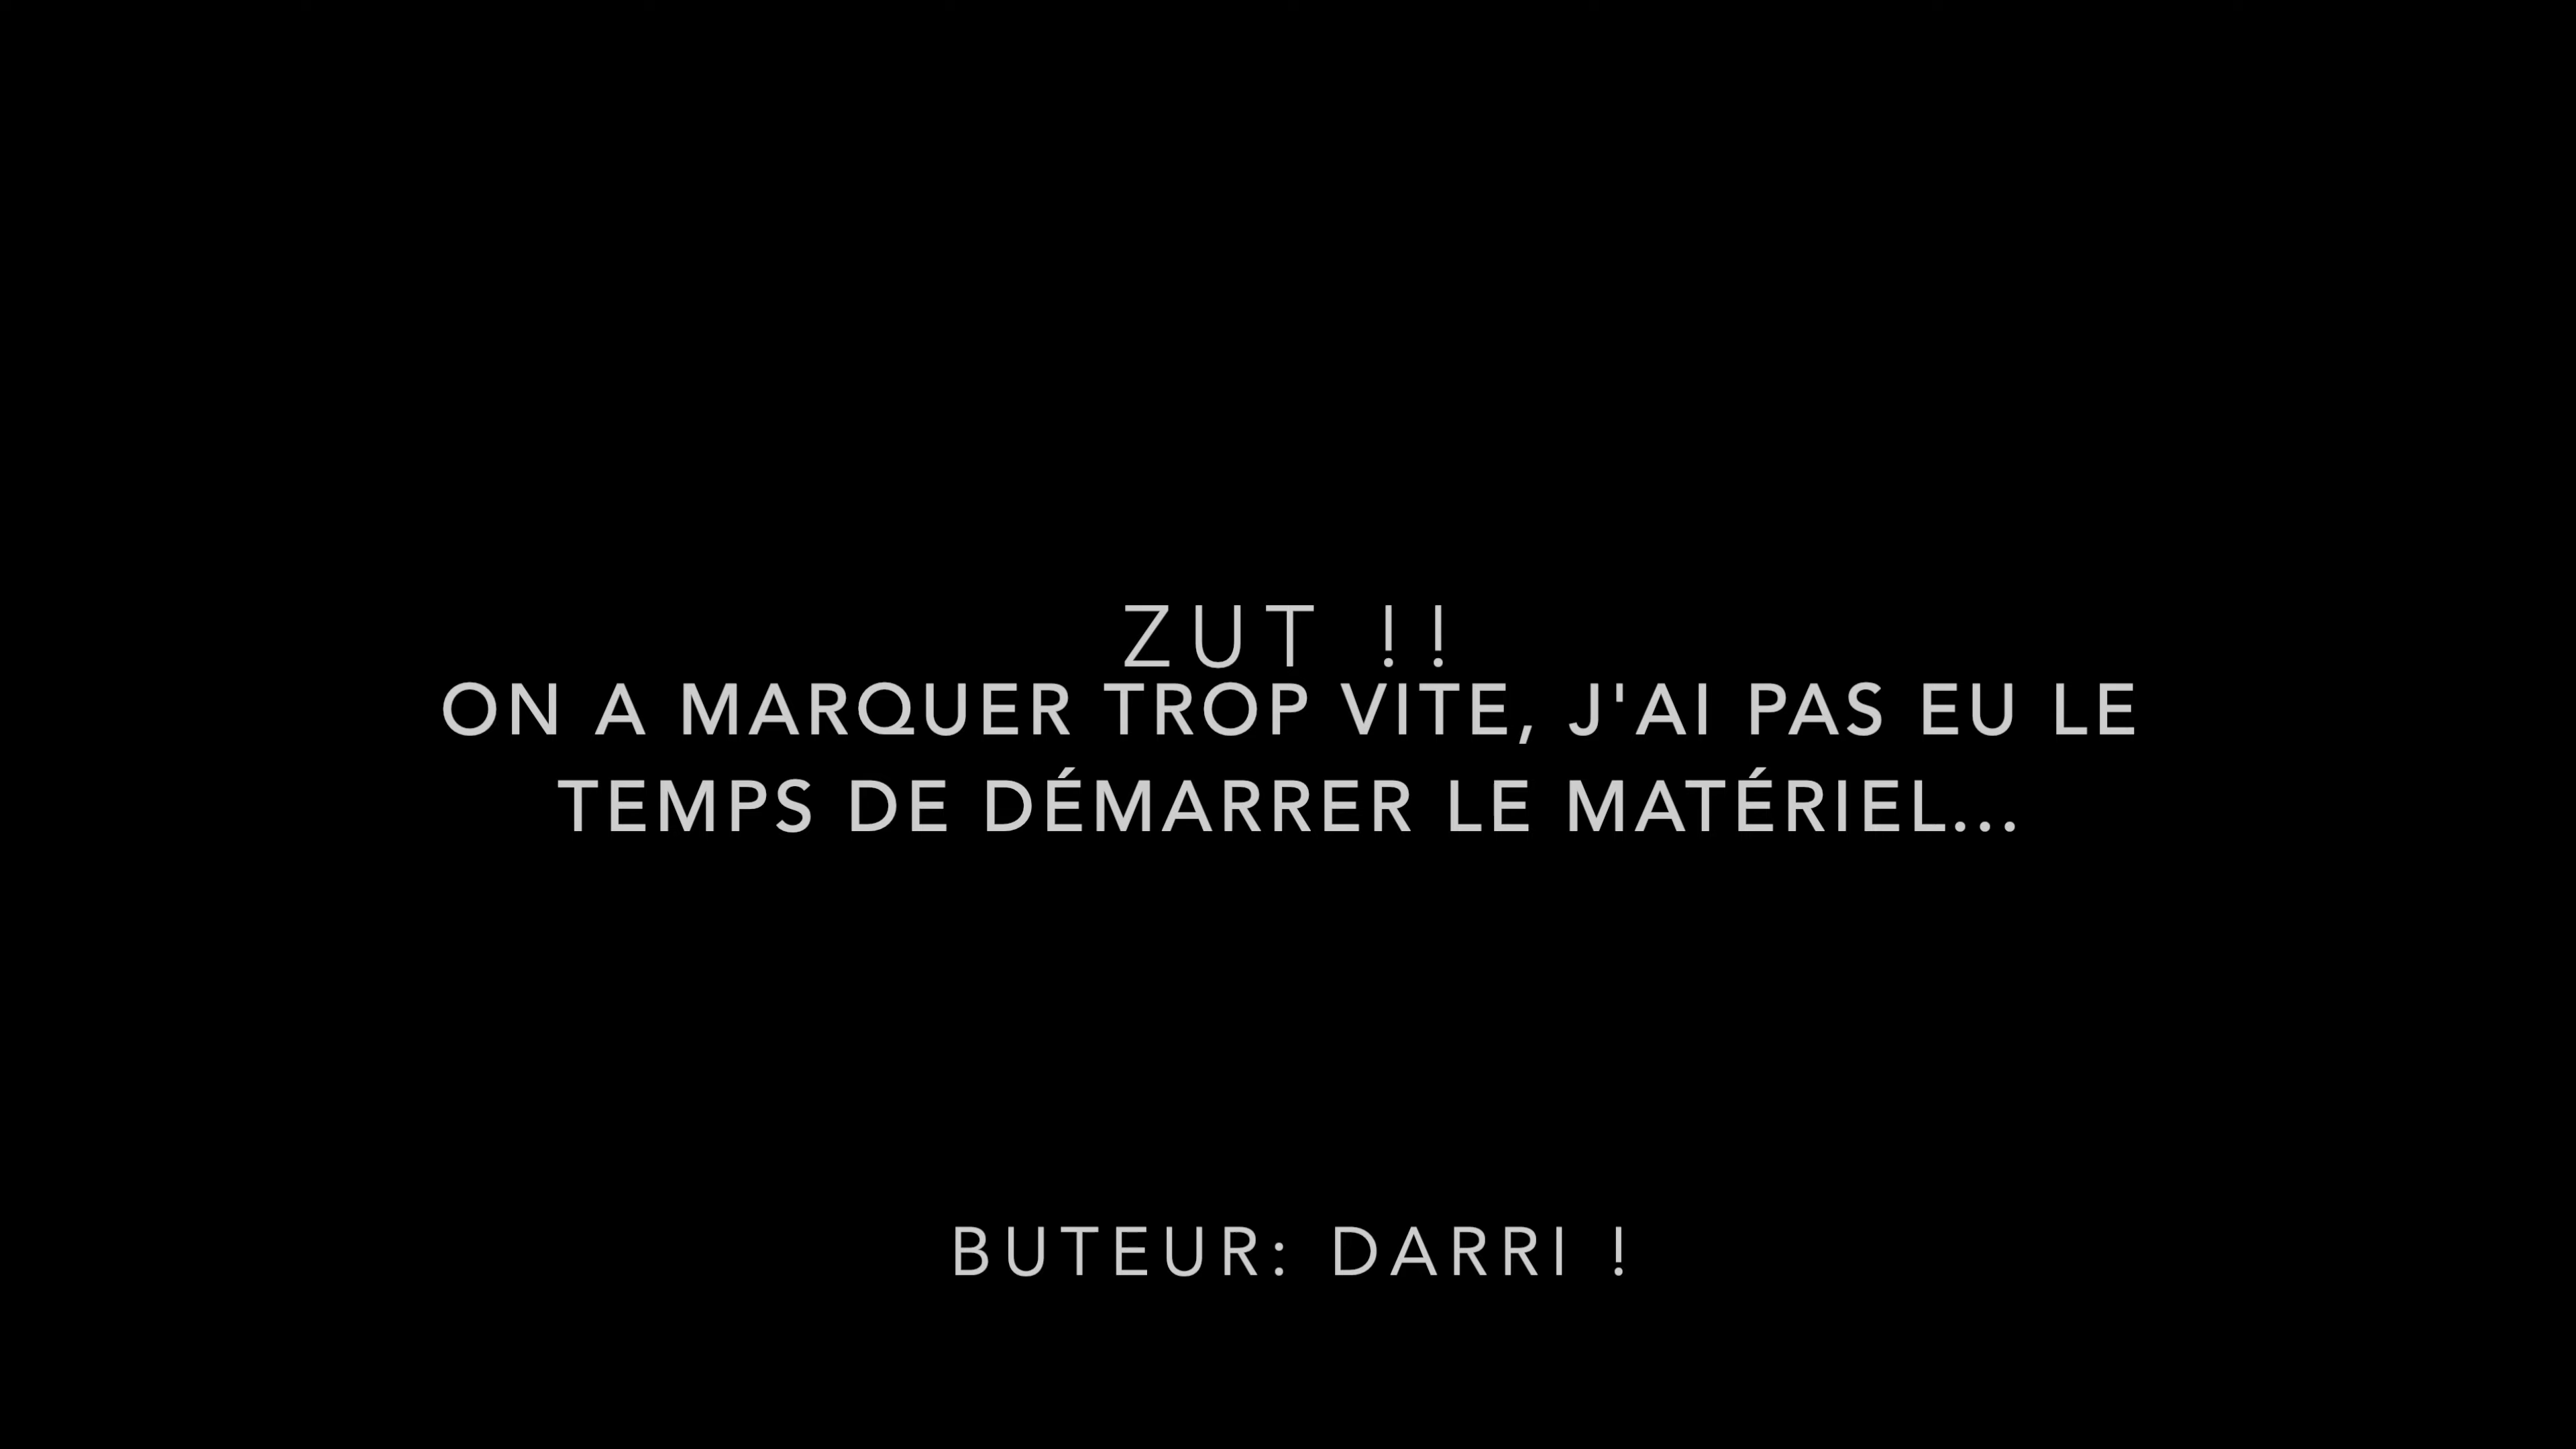 ZUT !!
ON A MARQUER TROP VITE, J'AI PAS EU LE
TEMPS DE DÉMARRER LE MATÉRIEL...
BUTEUR: DARRI !